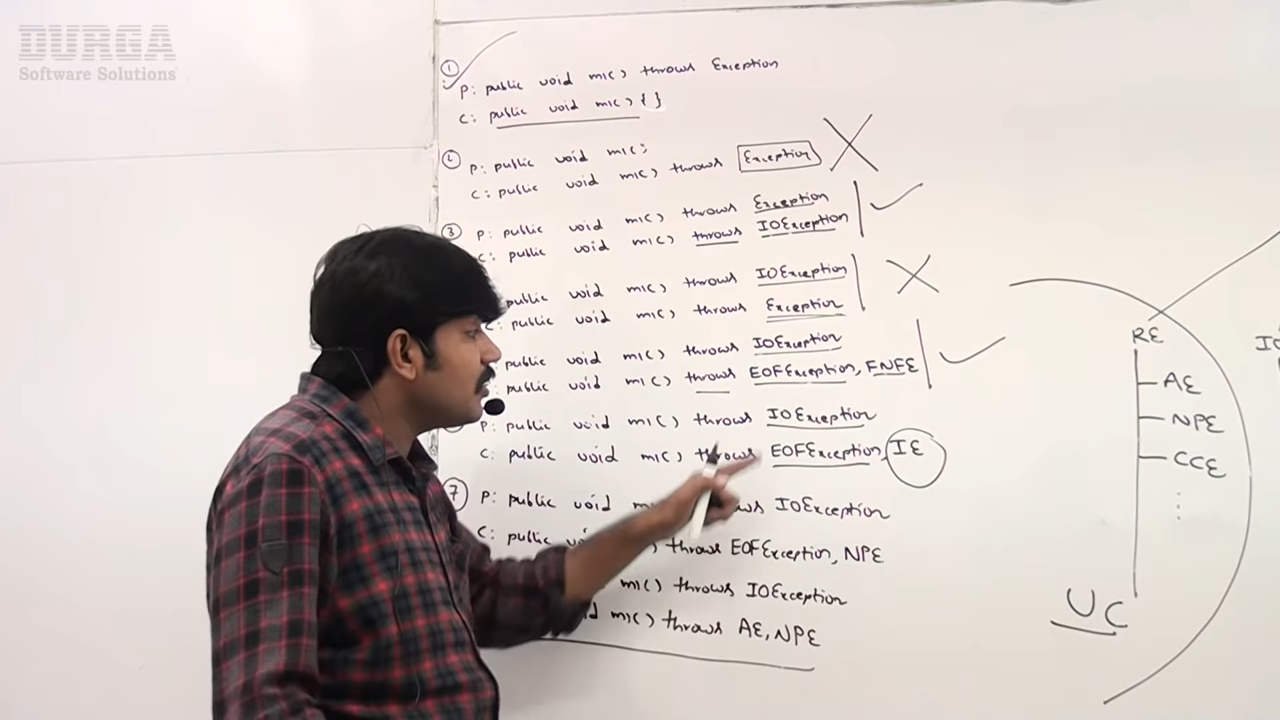 DURGA
Software Solutions
①
P: public void m1() throws Exception
C: public void m1() { }
②
P: public void m1();
C: public void m1() throws Exception
③
P: public void m1() throws Exception
C: public void m1() throws IOException
public void m1() throws IOException
C: public void m1() throws Exception
public void m1() throws IOException
public void m1() throws EOFException, FNFE
P: public void m1() throws IOException
C: public void m1() throws EOFException, IE
⑦
P: public void throws IOException
C: public throws EOFException, NPE
m1() throws IOException
m1() throws AE, NPE
RE
AE
NPE
CCE
UC